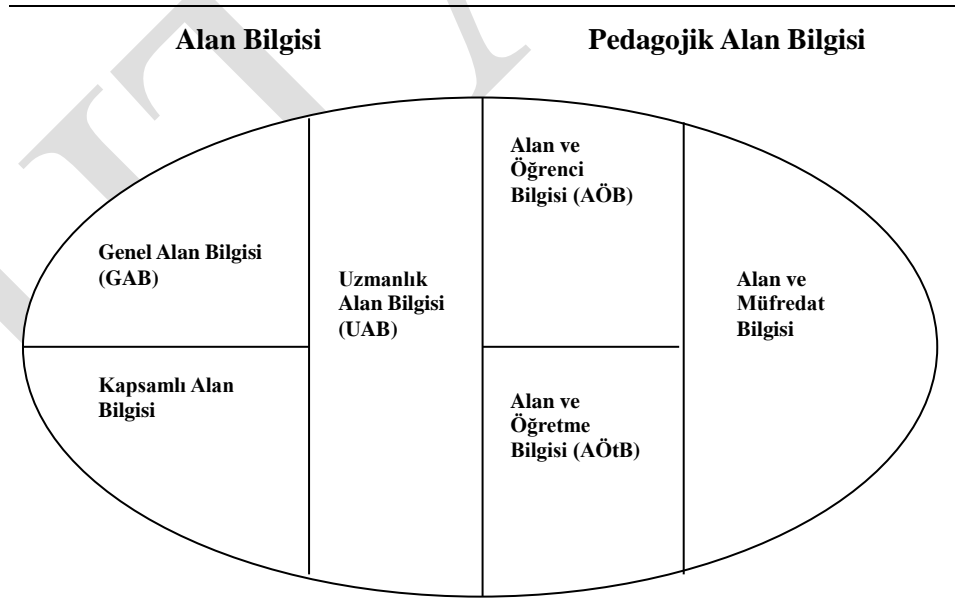 Alan Bilgisi
Pedagojik Alan Bilgisi
Genel Alan Bilgisi
(GAB)
Kapsamlı Alan
Bilgisi
Uzmanlık
Alan Bilgisi
(UAB)
Alan ve
Öğrenci
Bilgisi (AÖB)
Alan ve
Öğretme
Bilgisi (AÖtB)
Alan ve
Müfredat
Bilgisi